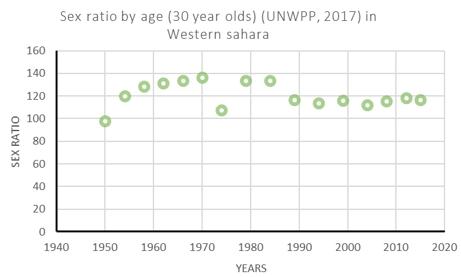 Sex ratio by age (30 year olds) (UNWPP, 2017) in
Western sahara
160
140
120
100
80
60
40
20
0
SEX RATIO
1940 1950 1960 1970 1980 1990 2000 2010 2020
YEARS